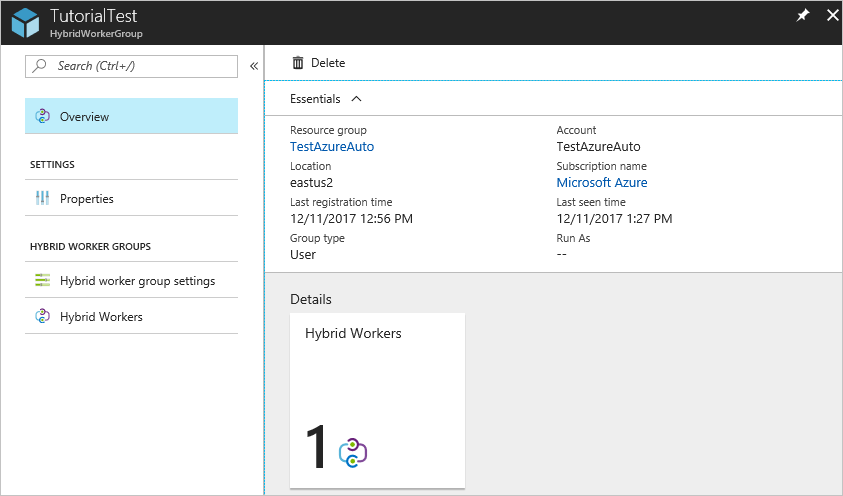 TutorialTest
HybridWorkerGroup
Search (Ctrl+/)
Overview
SETTINGS
Properties
HYBRID WORKER GROUPS
Hybrid worker group settings
Hybrid Workers
Delete
Essentials
Resource group
TestAzureAuto
Account
TestAzureAuto
Location
eastus2
Subscription name
Microsoft Azure
Last registration time
12/11/2017 12:56 PM
Last seen time
12/11/2017 1:27 PM
Group type
User
Run As
--
Details
Hybrid Workers
1